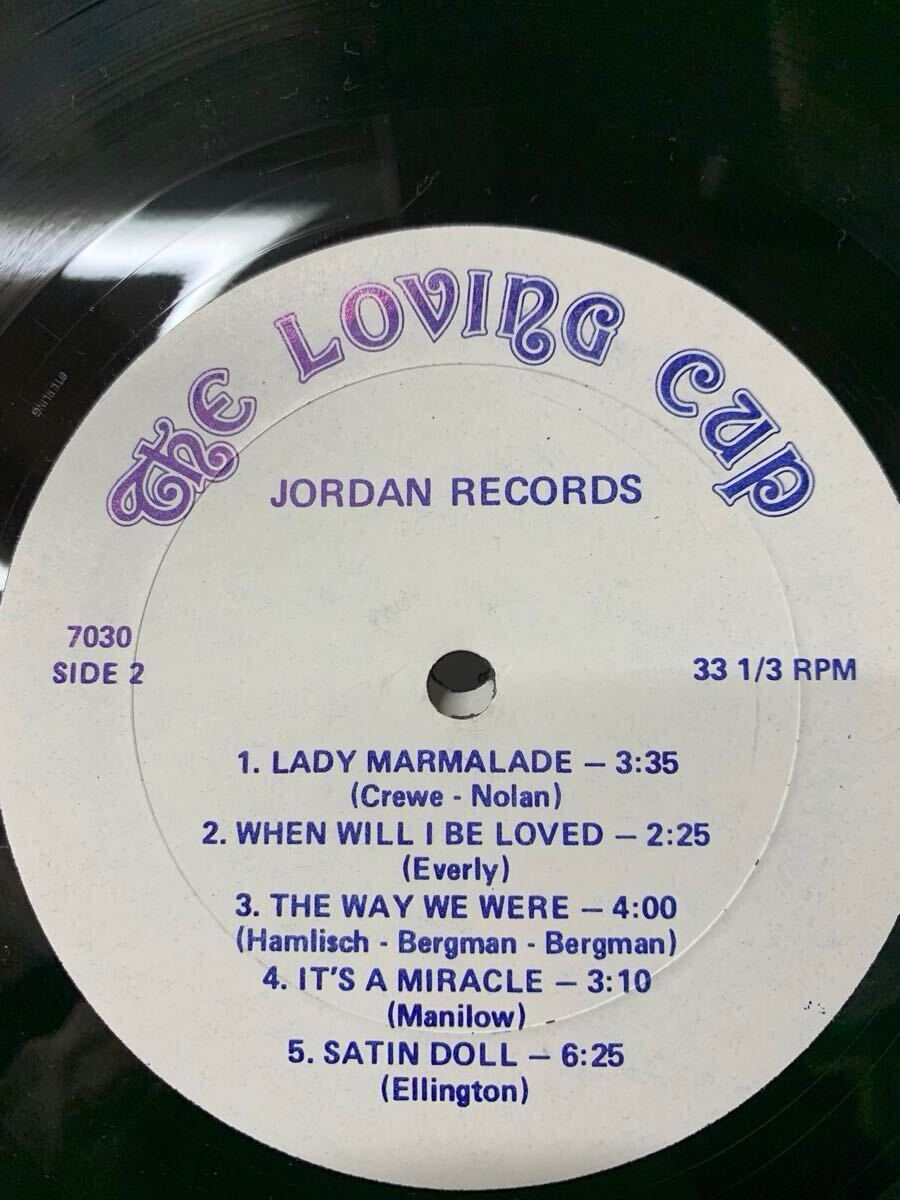 THE LOVING CUP
JORDAN RECORDS
STERLING
7030
SIDE 2
33 1/3 RPM
1. LADY MARMALADE – 3:35
(Crewe - Nolan)
2. WHEN WILL I BE LOVED – 2:25
(Everly)
3. THE WAY WE WERE – 4:00
(Hamlisch - Bergman - Bergman)
4. IT'S A MIRACLE – 3:10
(Manilow)
5. SATIN DOLL – 6:25
(Ellington)